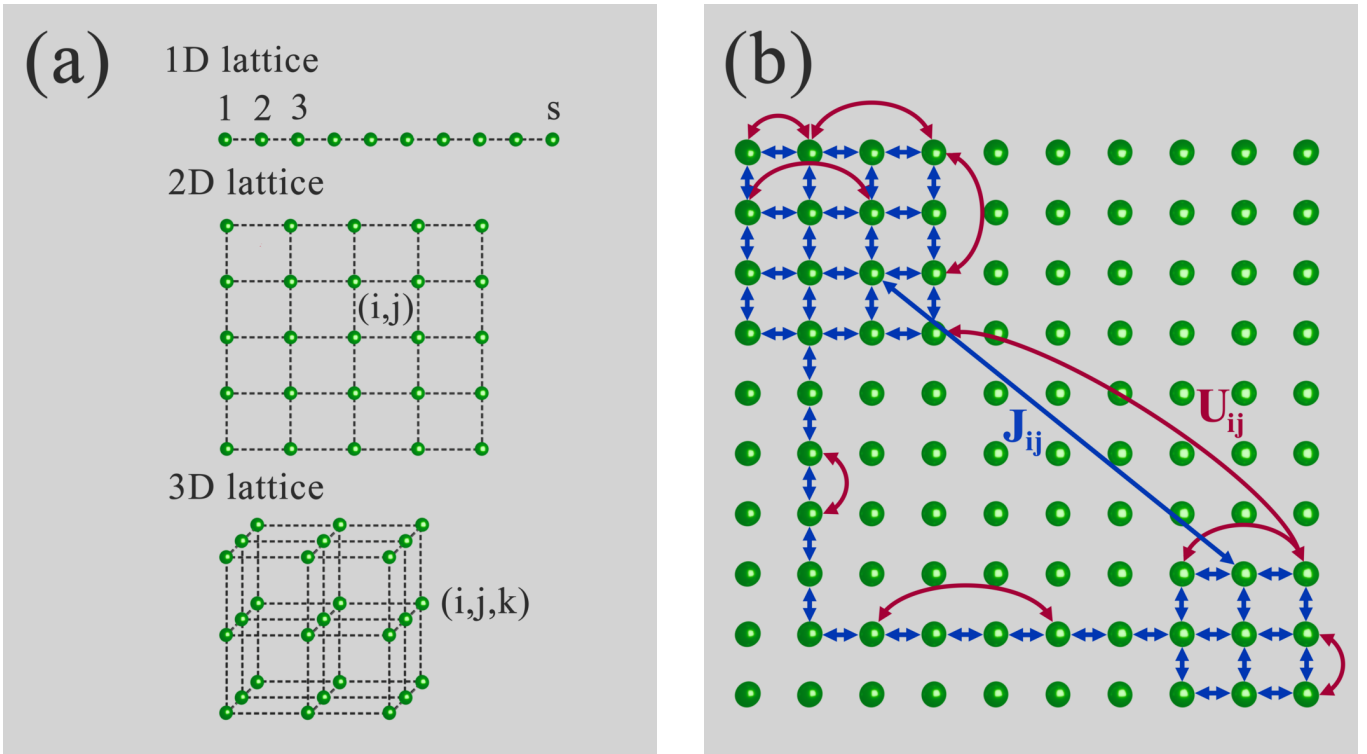 (a)
1D lattice
1 2 3 s
2D lattice
(i,j)
3D lattice
(i,j,k)
(b)
U_ij
J_ij